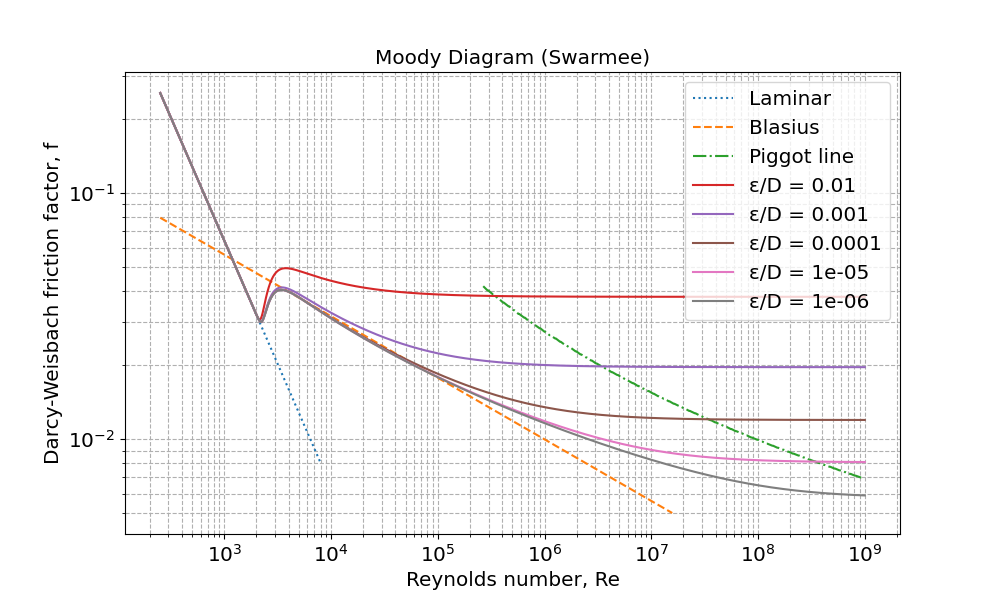 Moody Diagram (Swarmee)
Darcy-Weisbach friction factor, f
10⁻¹
10⁻²
Laminar
Blasius
Piggot line
ε/D = 0.01
ε/D = 0.001
ε/D = 0.0001
ε/D = 1e-05
ε/D = 1e-06
10³ 10⁴ 10⁵ 10⁶ 10⁷ 10⁸ 10⁹
Reynolds number, Re